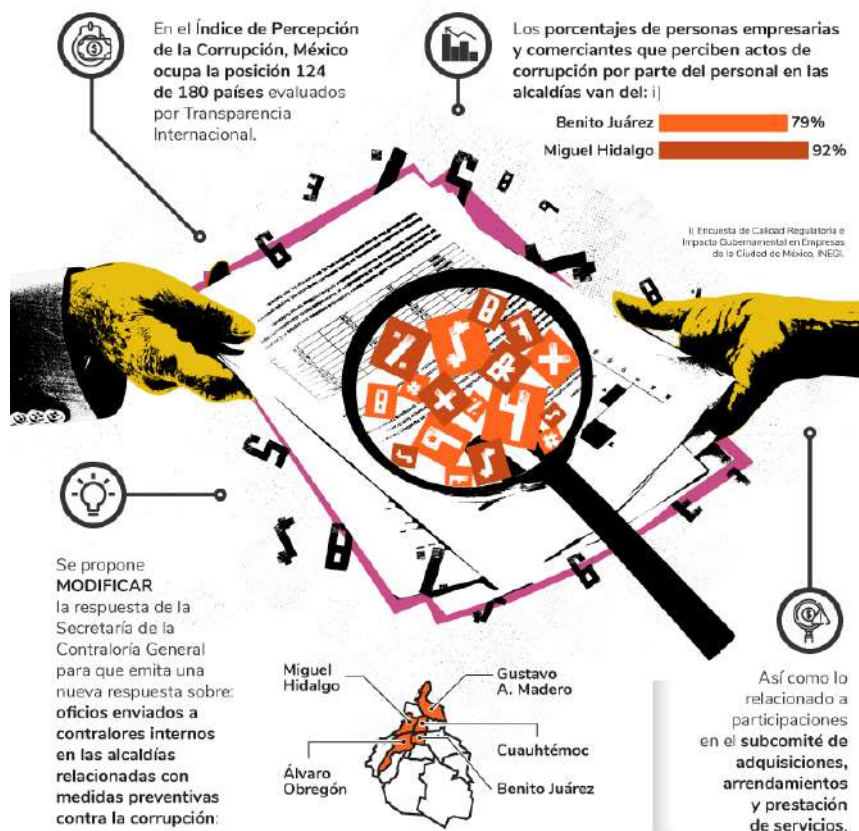 En el Índice de Percepción
de la Corrupción, México
ocupa la posición 124
de 180 países evaluados
por Transparencia
Internacional.
Los porcentajes de personas empresarias
y comerciantes que perciben actos de
corrupción por parte del personal en las
alcaldías van del: i]
Benito Juárez 79%
Miguel Hidalgo 92%
i] Encuesta de Calidad Regulatoria e
Impacto Gubernamental en Empresas
de la Ciudad de México, INEGI.
Se propone
MODIFICAR
la respuesta de la
Secretaría de la
Contraloría General
para que emita una
nueva respuesta sobre:
oficios enviados a
contralores internos
en las alcaldías
relacionadas con
medidas preventivas
contra la corrupción:
Miguel
Hidalgo
Gustavo
A. Madero
Cuauhtémoc
Álvaro
Obregón
Benito Juárez
Así como lo
relacionado a
participaciones
en el subcomité de
adquisiciones,
arrendamientos
y prestación
de servicios.